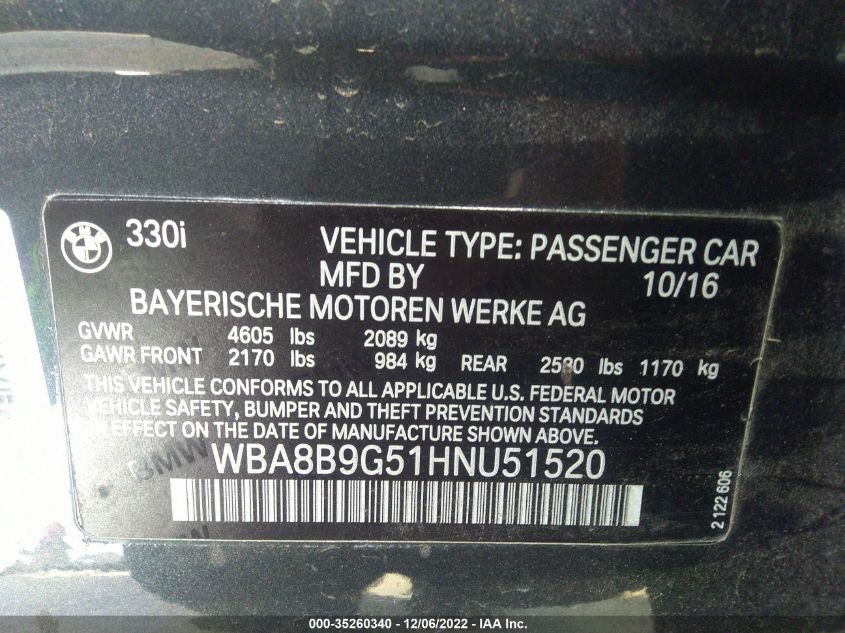 BMW 330i VEHICLE TYPE: PASSENGER CAR
MFD BY 10/16
BAYERISCHE MOTOREN WERKE AG
GVWR 4605 lbs 2089 kg
GAWR FRONT 2170 lbs 984 kg REAR 2580 lbs 1170 kg
THIS VEHICLE CONFORMS TO ALL APPLICABLE U.S. FEDERAL MOTOR
VEHICLE SAFETY, BUMPER AND THEFT PREVENTION STANDARDS
EFFECT ON THE DATE OF MANUFACTURE SHOWN ABOVE.
BMW WBA8B9G51HNU51520
BMW
2 122 606
000-35260340 - 12/06/2022 - IAA Inc.